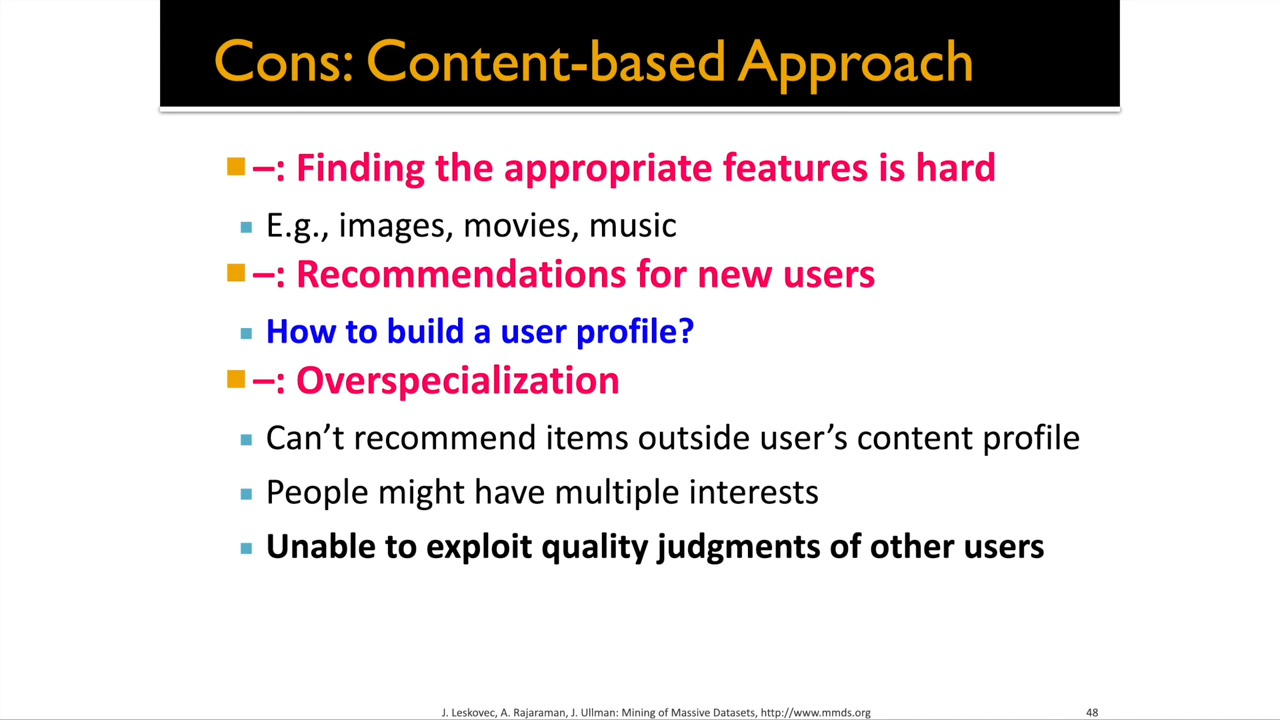 Cons: Content-based Approach
–: Finding the appropriate features is hard
E.g., images, movies, music
–: Recommendations for new users
How to build a user profile?
–: Overspecialization
Can’t recommend items outside user’s content profile
People might have multiple interests
Unable to exploit quality judgments of other users
J. Leskovec, A. Rajaraman, J. Ullman: Mining of Massive Datasets, http://www.mmds.org 48